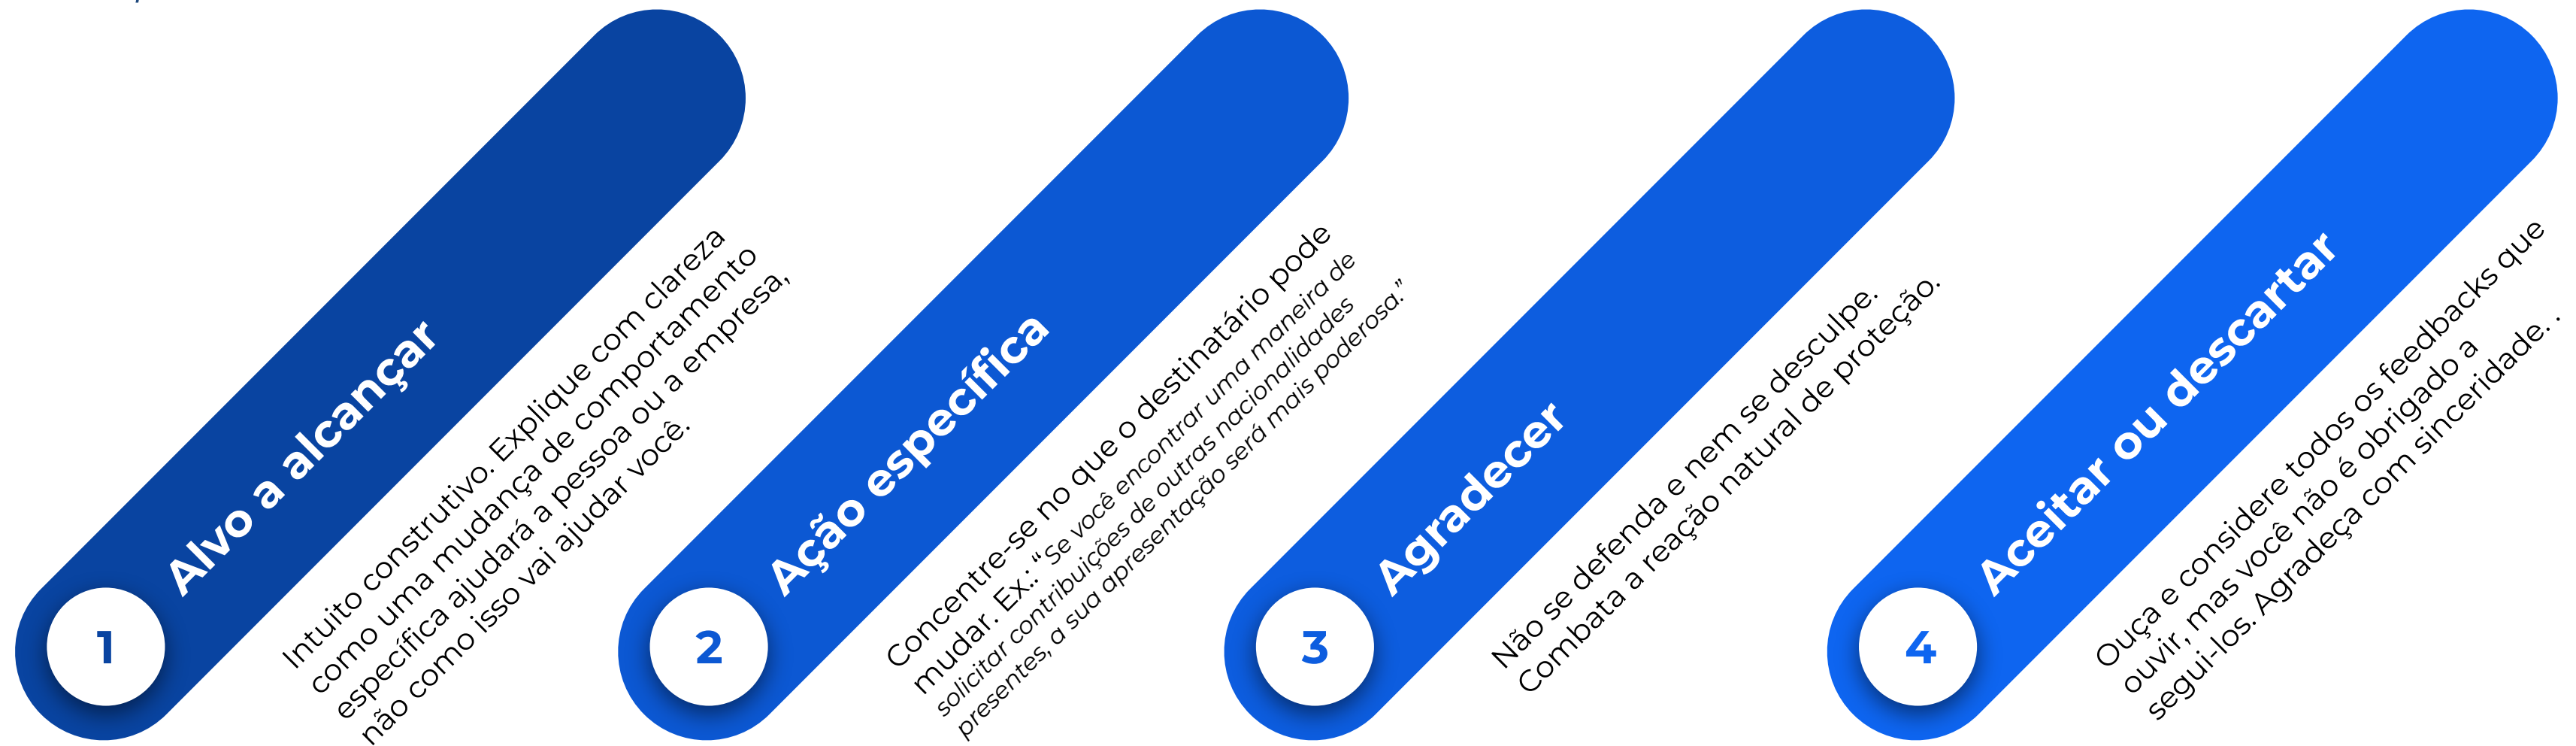 1
Alvo a alcançar
Intuito construtivo. Explique com clareza
como uma mudança de comportamento
específica ajudará a pessoa ou a empresa,
não como isso vai ajudar você.
2
Ação específica
Concentre-se no que o destinatário pode
mudar. Ex.: “Se você encontrar uma maneira de
solicitar contribuições de outras nacionalidades
presentes, a sua apresentação será mais poderosa.”
3
Agradecer
Não se defenda e nem se desculpe.
Combata a reação natural de proteção.
4
Aceitar ou descartar
Ouça e considere todos os feedbacks que
ouvir, mas você não é obrigado a
segui-los. Agradeça com sinceridade. .